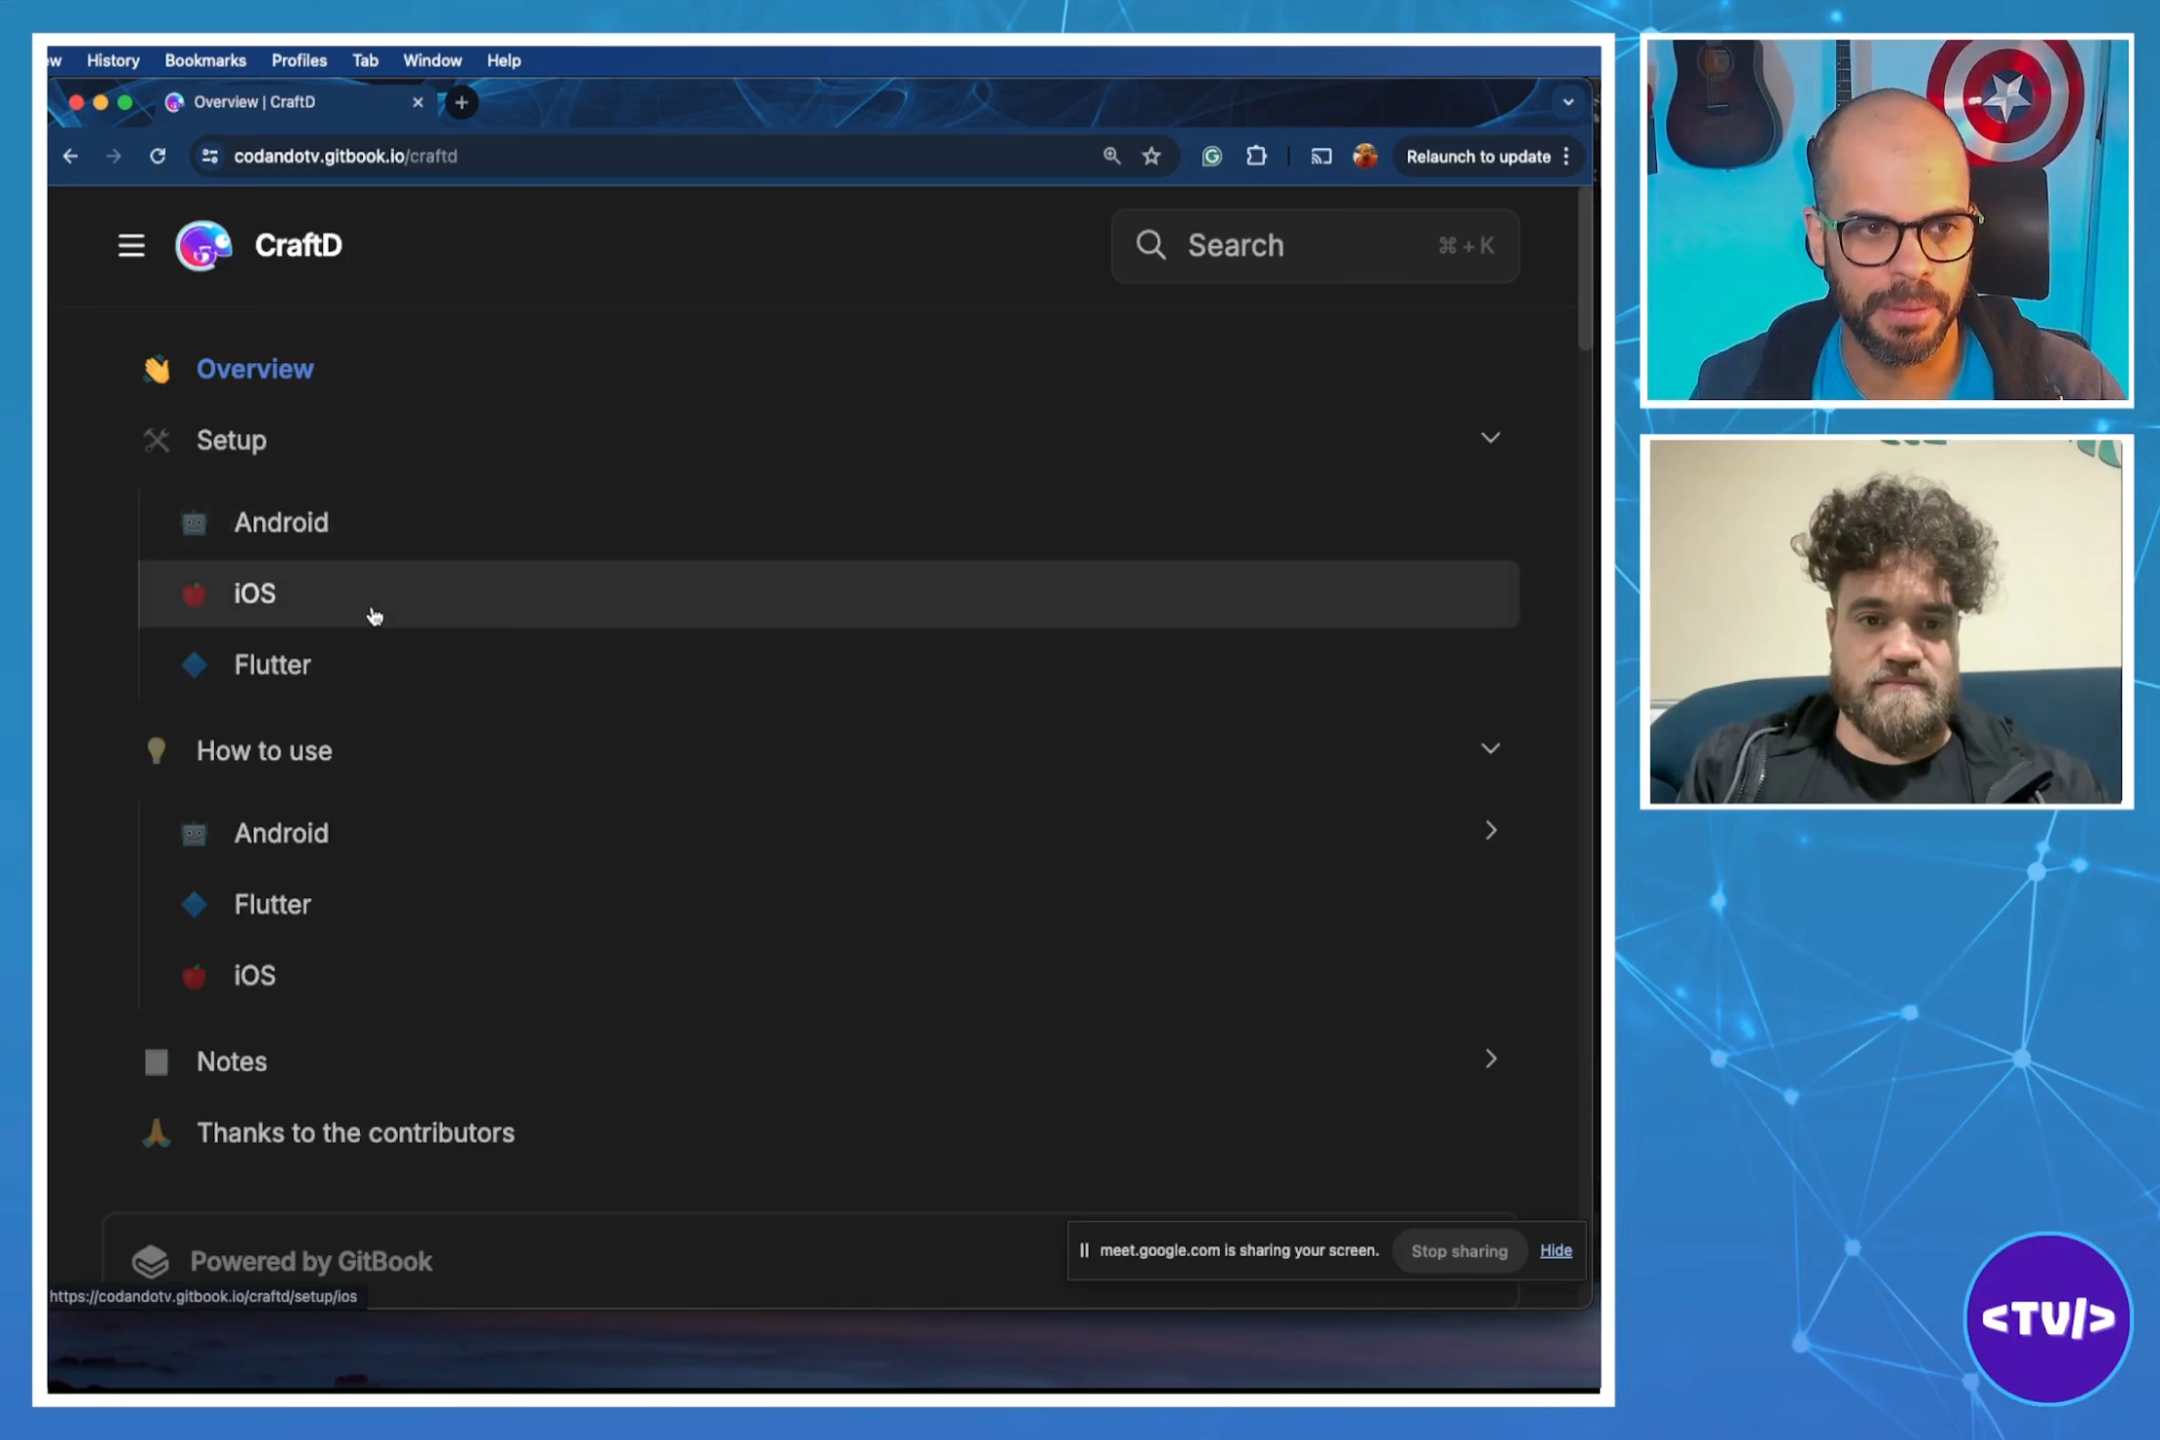 History Bookmarks Profiles Tab Window Help
Overview | CraftD
codandotv.gitbook.io/craftd
Relaunch to update
CraftD
Search
⌘ + K
Overview
Setup
Android
iOS
Flutter
How to use
Android
Flutter
iOS
Notes
Thanks to the contributors
Powered by GitBook
meet.google.com is sharing your screen. Stop sharing Hide
https://codandotv.gitbook.io/craftd/setup/ios
<TV/>